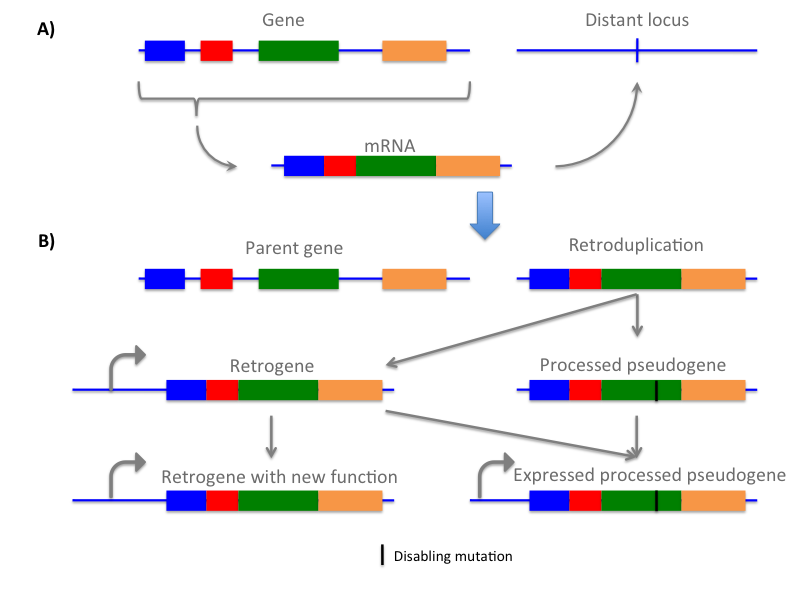 A)
Gene
Distant locus
mRNA
B)
Parent gene
Retroduplication
Retrogene
Processed pseudogene
Retrogene with new function
Expressed processed pseudogene
Disabling mutation